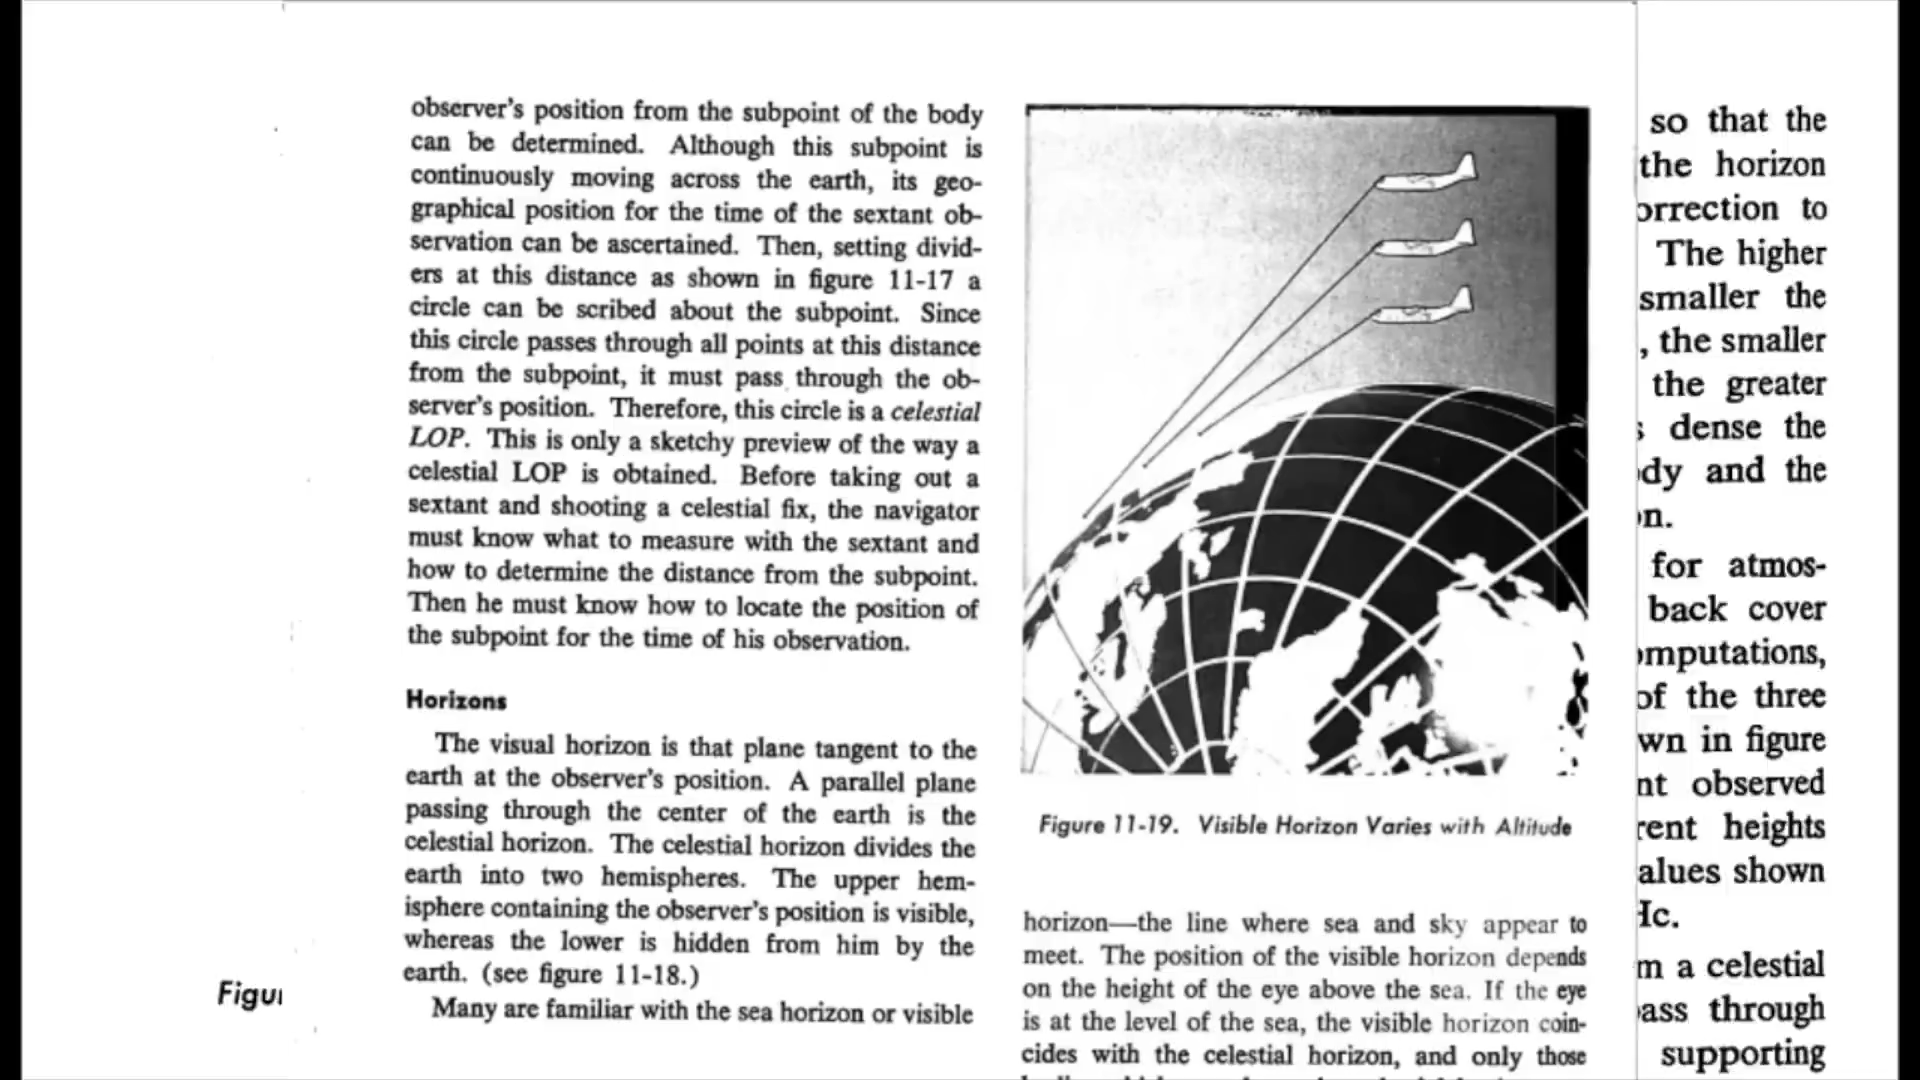 observer's position from the subpoint of the body
can be determined. Although this subpoint is
continuously moving across the earth, its geo-
graphical position for the time of the sextant ob-
servation can be ascertained. Then, setting divid-
ers at this distance as shown in figure 11-17 a
circle can be scribed about the subpoint. Since
this circle passes through all points at this distance
from the subpoint, it must pass through the ob-
server's position. Therefore, this circle is a celestial
LOP. This is only a sketchy preview of the way a
celestial LOP is obtained. Before taking out a
sextant and shooting a celestial fix, the navigator
must know what to measure with the sextant and
how to determine the distance from the subpoint.
Then he must know how to locate the position of
the subpoint for the time of his observation.
Horizons
The visual horizon is that plane tangent to the
earth at the observer's position. A parallel plane
passing through the center of the earth is the
celestial horizon. The celestial horizon divides the
earth into two hemispheres. The upper hem-
isphere containing the observer's position is visible,
whereas the lower is hidden from him by the
earth. (see figure 11-18.)
Many are familiar with the sea horizon or visible
Figure 11-19. Visible Horizon Varies with Altitude
horizon—the line where sea and sky appear to
meet. The position of the visible horizon depends
on the height of the eye above the sea. If the eye
is at the level of the sea, the visible horizon coin-
cides with the celestial horizon, and only those
so that the
the horizon
orrection to
The higher
smaller the
, the smaller
the greater
dense the
dy and the
n.
for atmos-
back cover
omputations,
of the three
wn in figure
nt observed
rent heights
alues shown
Hc.
m a celestial
ass through
supporting
Figur